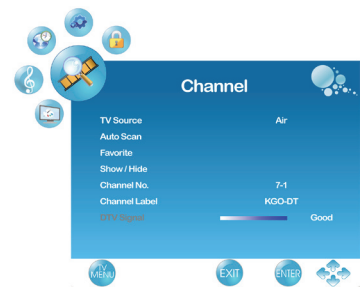 Channel
TV Source Air
Auto Scan
Favorite
Show / Hide
Channel No. 7-1
Channel Label KGO-DT
DTV Signal Good
TV
MENU
EXIT ENTER